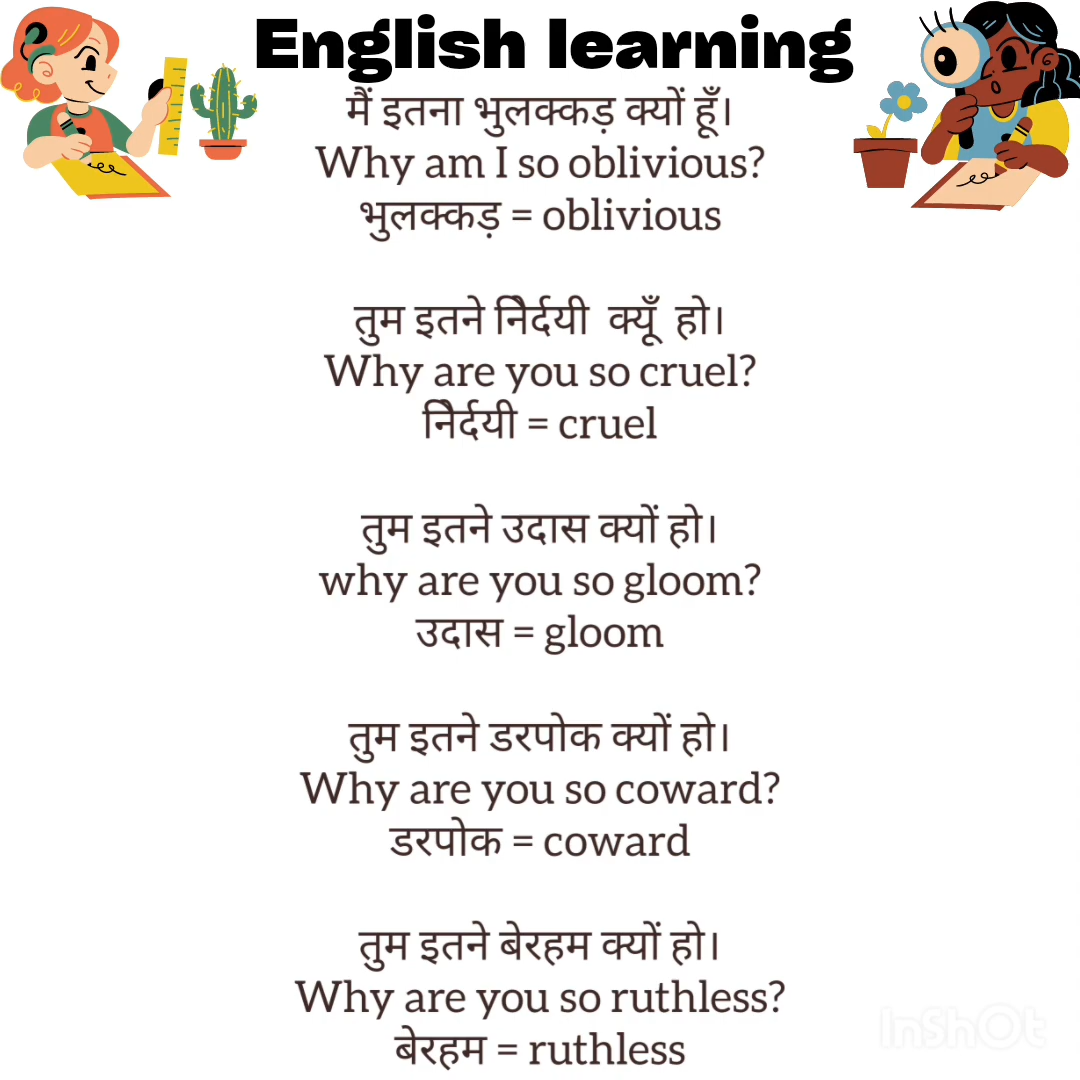 English learning
मैं इतना भुलक्कड़ क्यों हूँ।
Why am I so oblivious?
भुलक्कड़ = oblivious
तुम इतने निर्दयी क्यूँ हो।
Why are you so cruel?
निर्दयी = cruel
तुम इतने उदास क्यों हो।
why are you so gloom?
उदास = gloom
तुम इतने डरपोक क्यों हो।
Why are you so coward?
डरपोक = coward
तुम इतने बेरहम क्यों हो।
Why are you so ruthless?
बेरहम = ruthless
InShOt